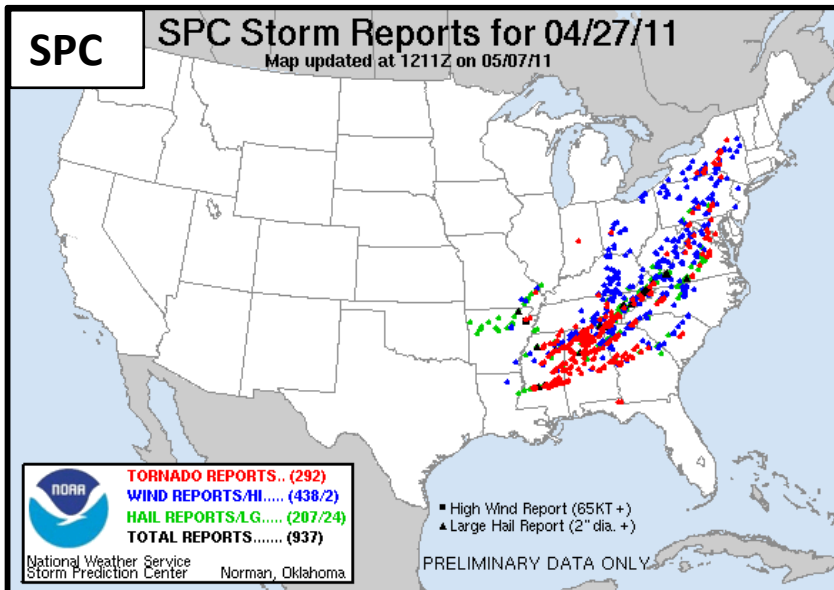 SPC
SPC Storm Reports for 04/27/11
Map updated at 1211Z on 05/07/11
NOAA
TORNADO REPORTS.. (292)
WIND REPORTS/HI..... (438/2)
HAIL REPORTS/LG..... (207/24)
TOTAL REPORTS....... (937)
National Weather Service
Storm Prediction Center Norman, Oklahoma
High Wind Report (65KT +)
Large Hail Report (2" dia. +)
PRELIMINARY DATA ONLY